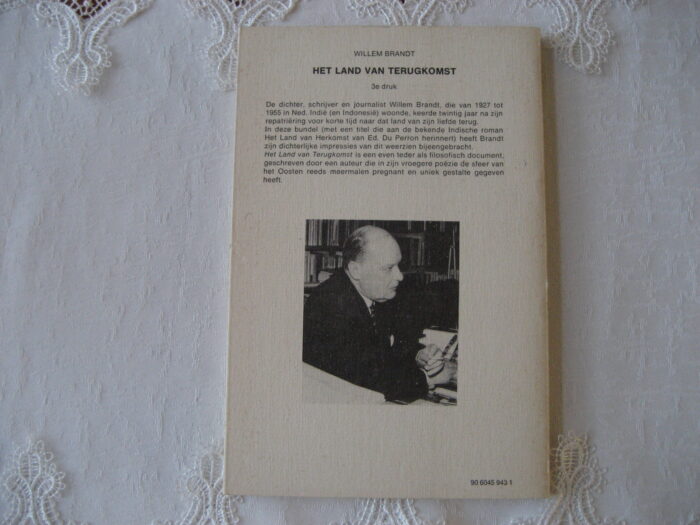 WILLEM BRANDT
HET LAND VAN TERUGKOMST
3e druk
De dichter, schrijver en journalist Willem Brandt, die van 1927 tot
1955 in Ned. Indië (en Indonesië) woonde, keerde twintig jaar na zijn
repatriëring voor korte tijd naar dat land van zijn liefde terug.
In deze bundel (met een titel die aan de bekende Indische roman
Het Land van Herkomst van Ed. Du Perron herinnert) heeft Brandt
zijn dichterlijke impressies van dit weerzien bijeengebracht.
Het Land van Terugkomst is een even teder als filosofisch document,
geschreven door een auteur die in zijn vroegere poëzie de sfeer van
het Oosten reeds meermalen pregnant en uniek gestalte gegeven
heeft.
90 6045 943 1